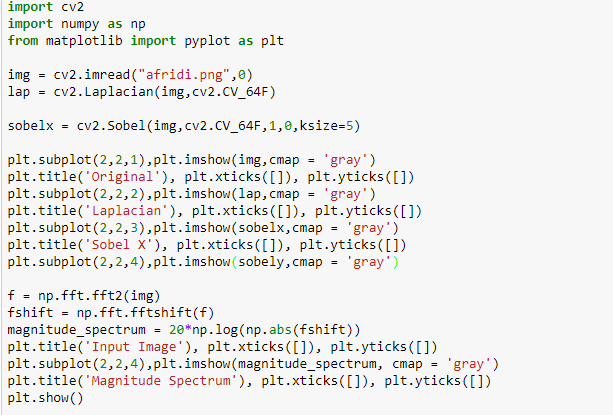 import cv2
import numpy as np
from matplotlib import pyplot as plt
img = cv2.imread("afridi.png",0)
lap = cv2.Laplacian(img,cv2.CV_64F)
sobelx = cv2.Sobel(img,cv2.CV_64F,1,0,ksize=5)
plt.subplot(2,2,1),plt.imshow(img,cmap = 'gray')
plt.title('Original'), plt.xticks([]), plt.yticks([])
plt.subplot(2,2,2),plt.imshow(lap,cmap = 'gray')
plt.title('Laplacian'), plt.xticks([]), plt.yticks([])
plt.subplot(2,2,3),plt.imshow(sobelx,cmap = 'gray')
plt.title('Sobel X'), plt.xticks([]), plt.yticks([])
plt.subplot(2,2,4),plt.imshow(sobely,cmap = 'gray')
f = np.fft.fft2(img)
fshift = np.fft.fftshift(f)
magnitude_spectrum = 20*np.log(np.abs(fshift))
plt.title('Input Image'), plt.xticks([]), plt.yticks([])
plt.subplot(2,2,4),plt.imshow(magnitude_spectrum, cmap = 'gray')
plt.title('Magnitude Spectrum'), plt.xticks([]), plt.yticks([])
plt.show()